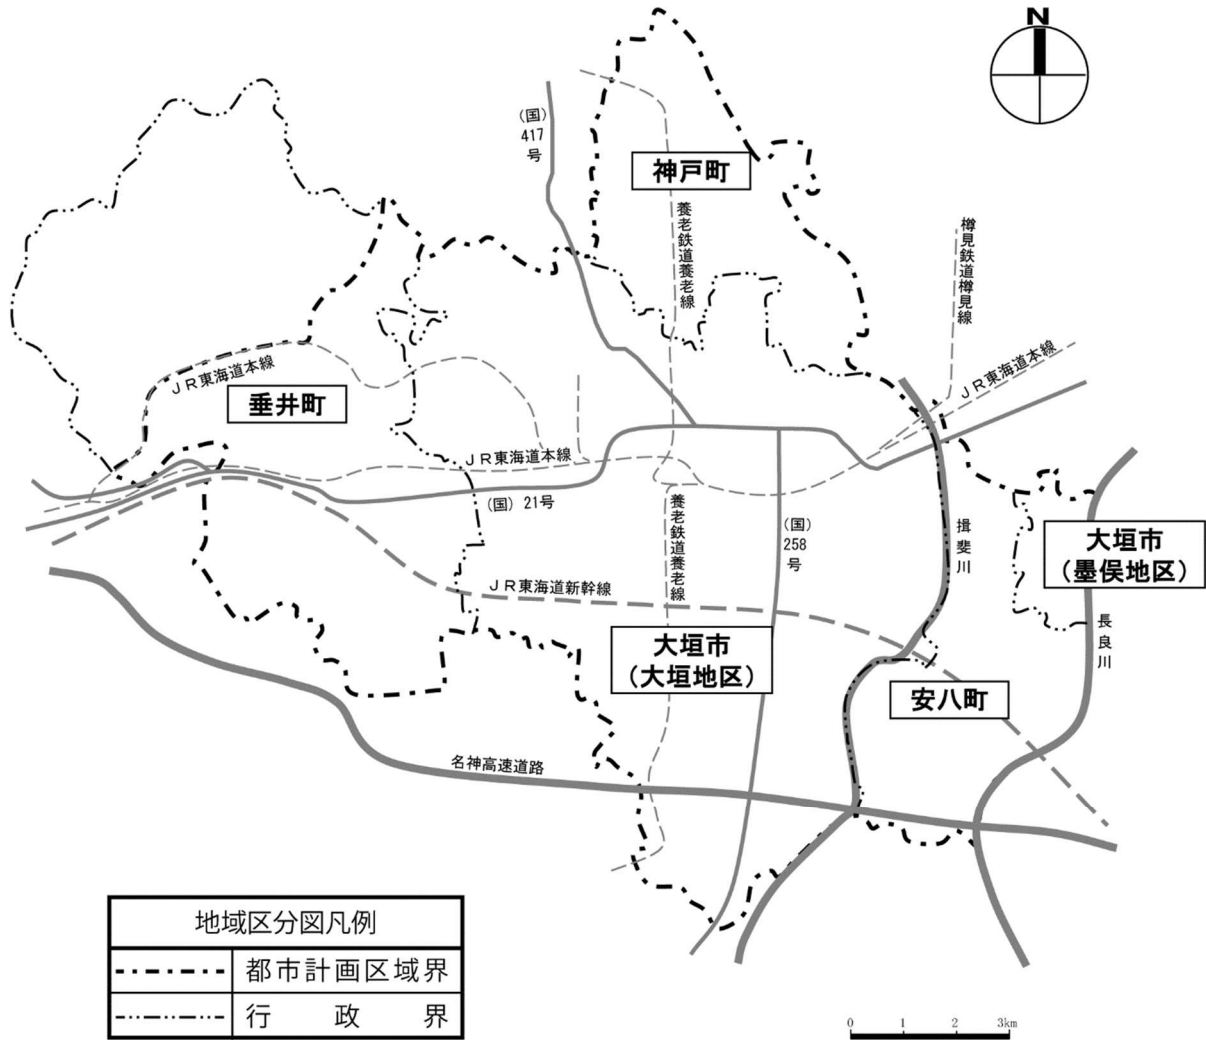 N
(国)
417
号
神戸町
養老鉄道養老線
樽見鉄道樽見線
JR東海道本線
JR東海道本線
垂井町
JR東海道本線
(国) 21号
養老鉄道養老線
(国)
258
号
揖斐川
大垣市
(墨俣地区)
JR東海道新幹線
大垣市
(大垣地区)
長良川
安八町
名神高速道路
地域区分図凡例
都市計画区域界
行政界
0 1 2 3km